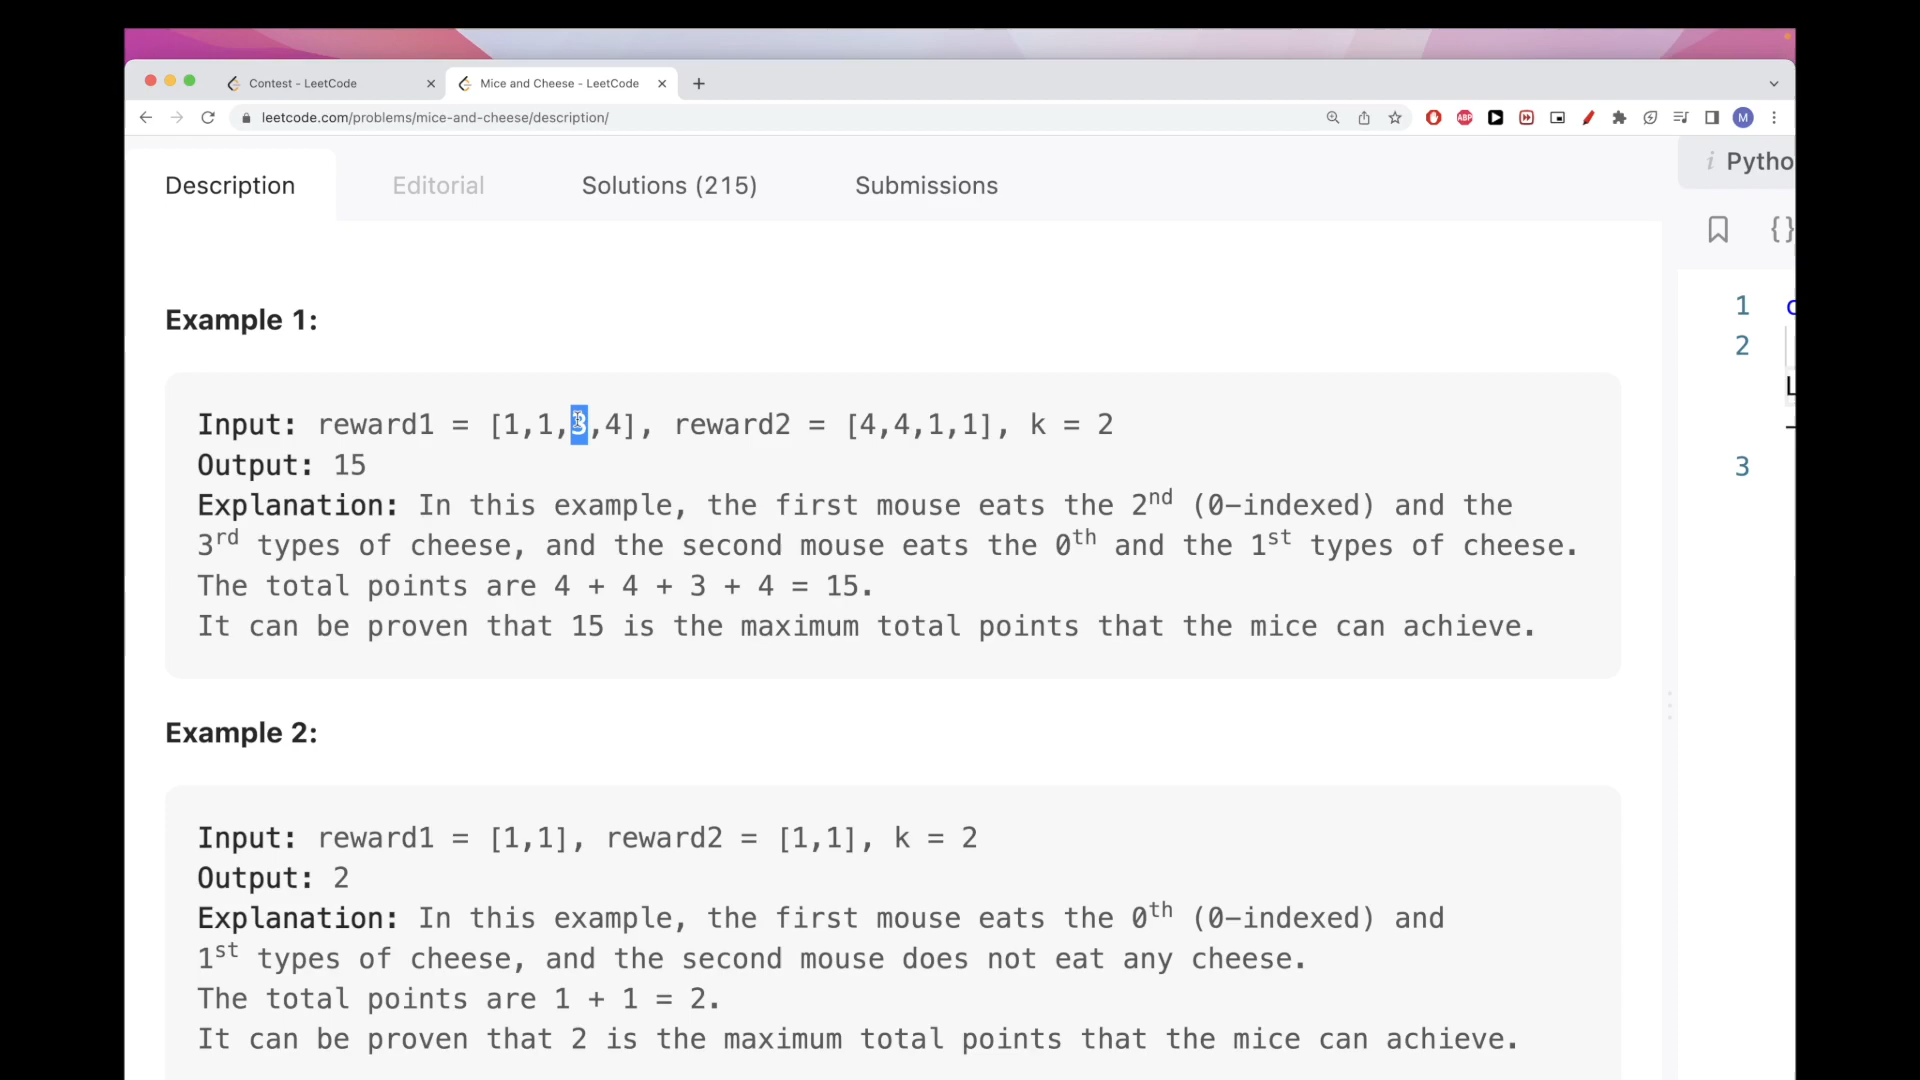 Contest - LeetCode
Mice and Cheese - LeetCode
leetcode.com/problems/mice-and-cheese/description/
ABP
M
Description Editorial Solutions (215) Submissions
i Pytho
{}
1
2
3
Example 1:
Input: reward1 = [1,1,3,4], reward2 = [4,4,1,1], k = 2
Output: 15
Explanation: In this example, the first mouse eats the 2nd (0-indexed) and the
3rd types of cheese, and the second mouse eats the 0th and the 1st types of cheese.
The total points are 4 + 4 + 3 + 4 = 15.
It can be proven that 15 is the maximum total points that the mice can achieve.
Example 2:
Input: reward1 = [1,1], reward2 = [1,1], k = 2
Output: 2
Explanation: In this example, the first mouse eats the 0th (0-indexed) and
1st types of cheese, and the second mouse does not eat any cheese.
The total points are 1 + 1 = 2.
It can be proven that 2 is the maximum total points that the mice can achieve.